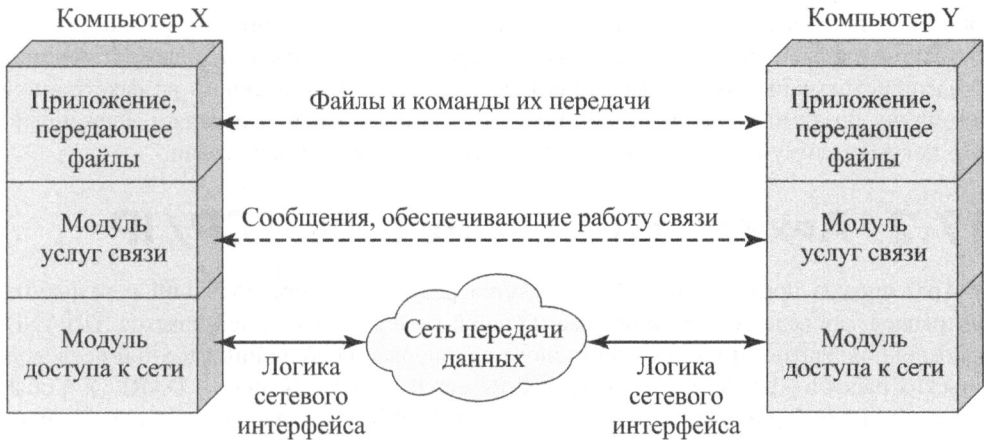 Компьютер X
Компьютер Y
Приложение,
передающее
файлы
Файлы и команды их передачи
Приложение,
передающее
файлы
Модуль
услуг связи
Сообщения, обеспечивающие работу связи
Модуль
услуг связи
Модуль
доступа к сети
Логика
сетевого
интерфейса
Сеть передачи
данных
Логика
сетевого
интерфейса
Модуль
доступа к сети